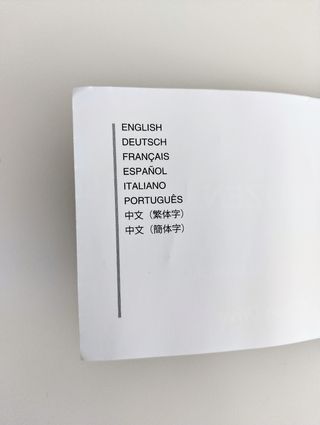 ENGLISH
DEUTSCH
FRANÇAIS
ESPAÑOL
ITALIANO
PORTUGUÊS
中文（繁体字）
中文（簡体字）